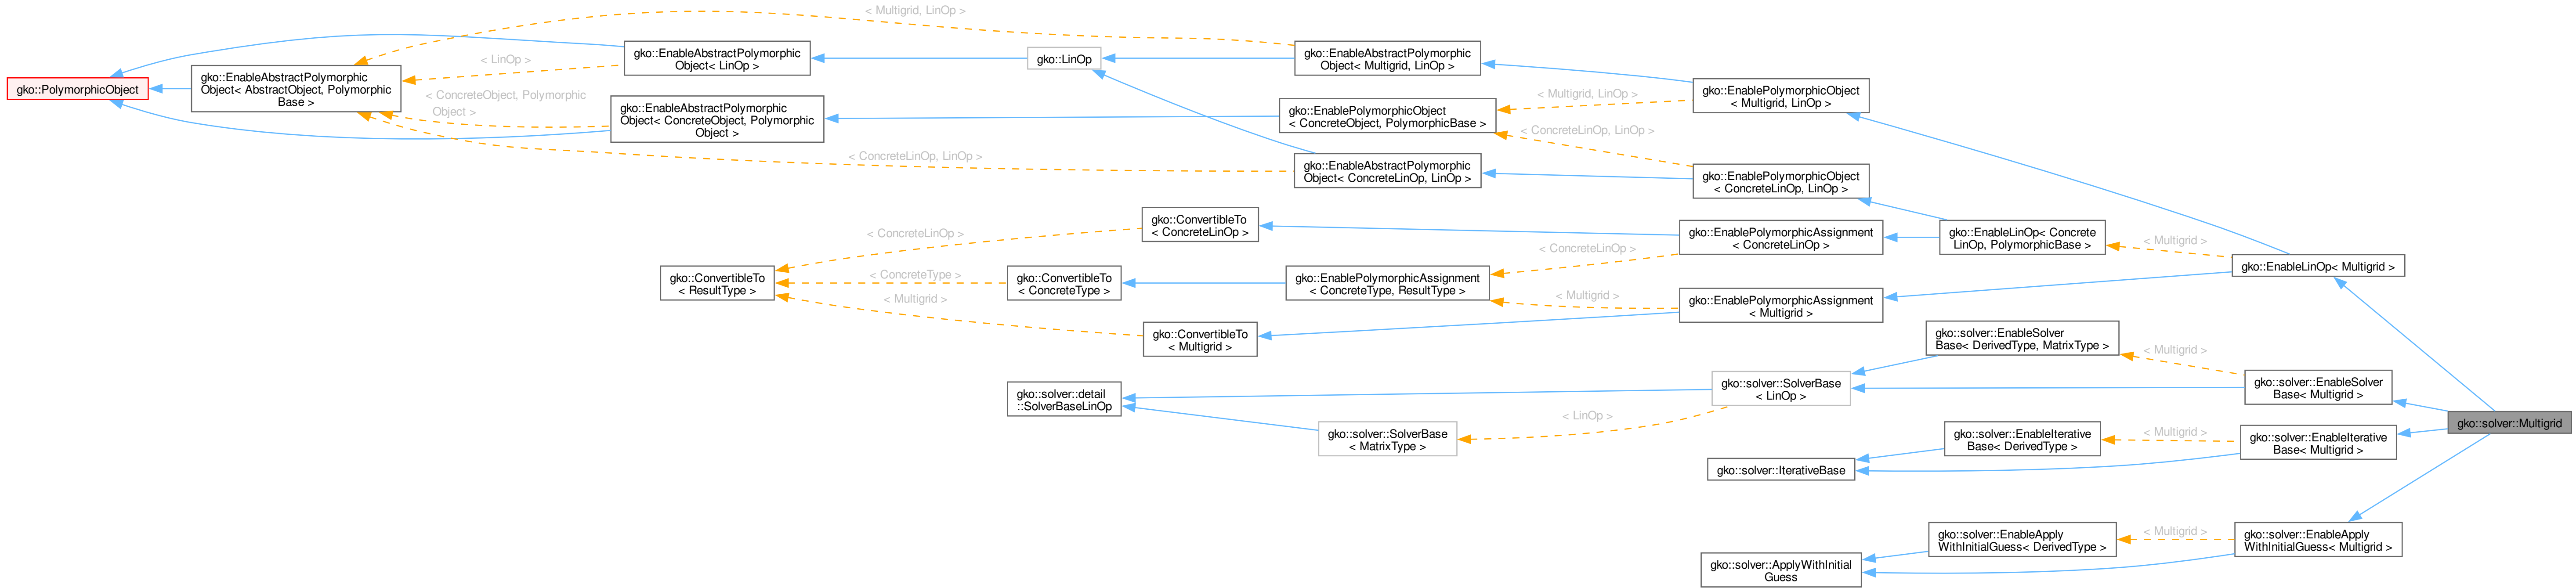 gko::PolymorphicObject
gko::EnableAbstractPolymorphic
Object< AbstractObject, Polymorphic
Base >
< Multigrid, LinOp >
< LinOp >
< ConcreteObject, Polymorphic
Object >
< ConcreteLinOp, LinOp >
gko::EnableAbstractPolymorphic
Object< LinOp >
gko::EnableAbstractPolymorphic
Object< ConcreteObject, Polymorphic
Object >
gko::LinOp
gko::EnableAbstractPolymorphic
Object< Multigrid, LinOp >
gko::EnablePolymorphicObject
< ConcreteObject, PolymorphicBase >
gko::EnableAbstractPolymorphic
Object< ConcreteLinOp, LinOp >
< Multigrid, LinOp >
< ConcreteLinOp, LinOp >
gko::EnablePolymorphicObject
< Multigrid, LinOp >
gko::EnablePolymorphicObject
< ConcreteLinOp, LinOp >
gko::ConvertibleTo
< ResultType >
< ConcreteLinOp >
< ConcreteType >
< Multigrid >
gko::ConvertibleTo
< ConcreteLinOp >
gko::ConvertibleTo
< ConcreteType >
gko::ConvertibleTo
< Multigrid >
gko::EnablePolymorphicAssignment
< ConcreteType, ResultType >
< ConcreteLinOp >
< Multigrid >
gko::EnablePolymorphicAssignment
< ConcreteLinOp >
gko::EnablePolymorphicAssignment
< Multigrid >
gko::EnableLinOp< Concrete
LinOp, PolymorphicBase >
< Multigrid >
gko::EnableLinOp< Multigrid >
gko::solver::detail
::SolverBaseLinOp
gko::solver::SolverBase
< MatrixType >
< LinOp >
gko::solver::SolverBase
< LinOp >
gko::solver::EnableSolver
Base< DerivedType, MatrixType >
< Multigrid >
gko::solver::EnableSolver
Base< Multigrid >
gko::solver::IterativeBase
gko::solver::EnableIterative
Base< DerivedType >
< Multigrid >
gko::solver::EnableIterative
Base< Multigrid >
gko::solver::Multigrid
gko::solver::ApplyWithInitial
Guess
gko::solver::EnableApply
WithInitialGuess< DerivedType >
< Multigrid >
gko::solver::EnableApply
WithInitialGuess< Multigrid >